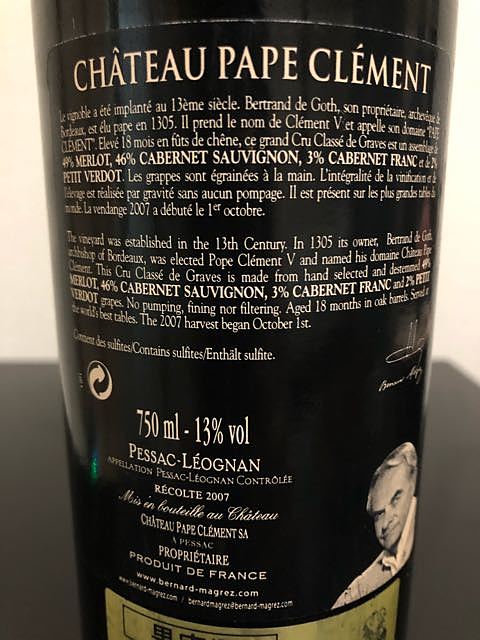 CHÂTEAU PAPE CLÉMENT
Le vignoble a été implanté au 13ème siècle. Bertrand de Goth, son propriétaire, archevêque de
Bordeaux, est élu pape en 1305. Il prend le nom de Clément V et appelle son domaine "PAPE
CLÉMENT". Elevé 18 mois en fûts de chêne, ce grand Cru Classé de Graves est un assemblage de
49% MERLOT, 46% CABERNET SAUVIGNON, 3% CABERNET FRANC et de 2%
PETIT VERDOT. Les grappes sont égrainées à la main. L'intégralité de la vinification et de
l'élevage est réalisée par gravité sans aucun pompage. Il est présent sur les plus grandes tables du
monde. La vendange 2007 a débuté le 1er octobre.
The vineyard was established in the 13th Century. In 1305 its owner, Bertrand de Goth,
archbishop of Bordeaux, was elected Pope Clément V and named his domaine Château Pape
Clément. This Cru Classé de Graves is made from hand selected and destemmed 49%
MERLOT, 46% CABERNET SAUVIGNON, 3% CABERNET FRANC and 2% PETIT
VERDOT grapes. No pumping, fining nor filtering. Aged 18 months in oak barrels. Served at
the world's best tables. The 2007 harvest began October 1st.
Contient des sulfites/Contains sulfites/Enthält sulfite.
750 ml - 13% vol
PESSAC-LÉOGNAN
APPELLATION PESSAC-LÉOGNAN CONTRÔLÉE
RÉCOLTE 2007
Mis en bouteille au Château
CHÂTEAU PAPE CLÉMENT SA
A PESSAC
PROPRIÉTAIRE
PRODUIT DE FRANCE
www.bernard-magrez.com
www.bernard-magrez.com / bernardmagrez@bernard-magrez.com